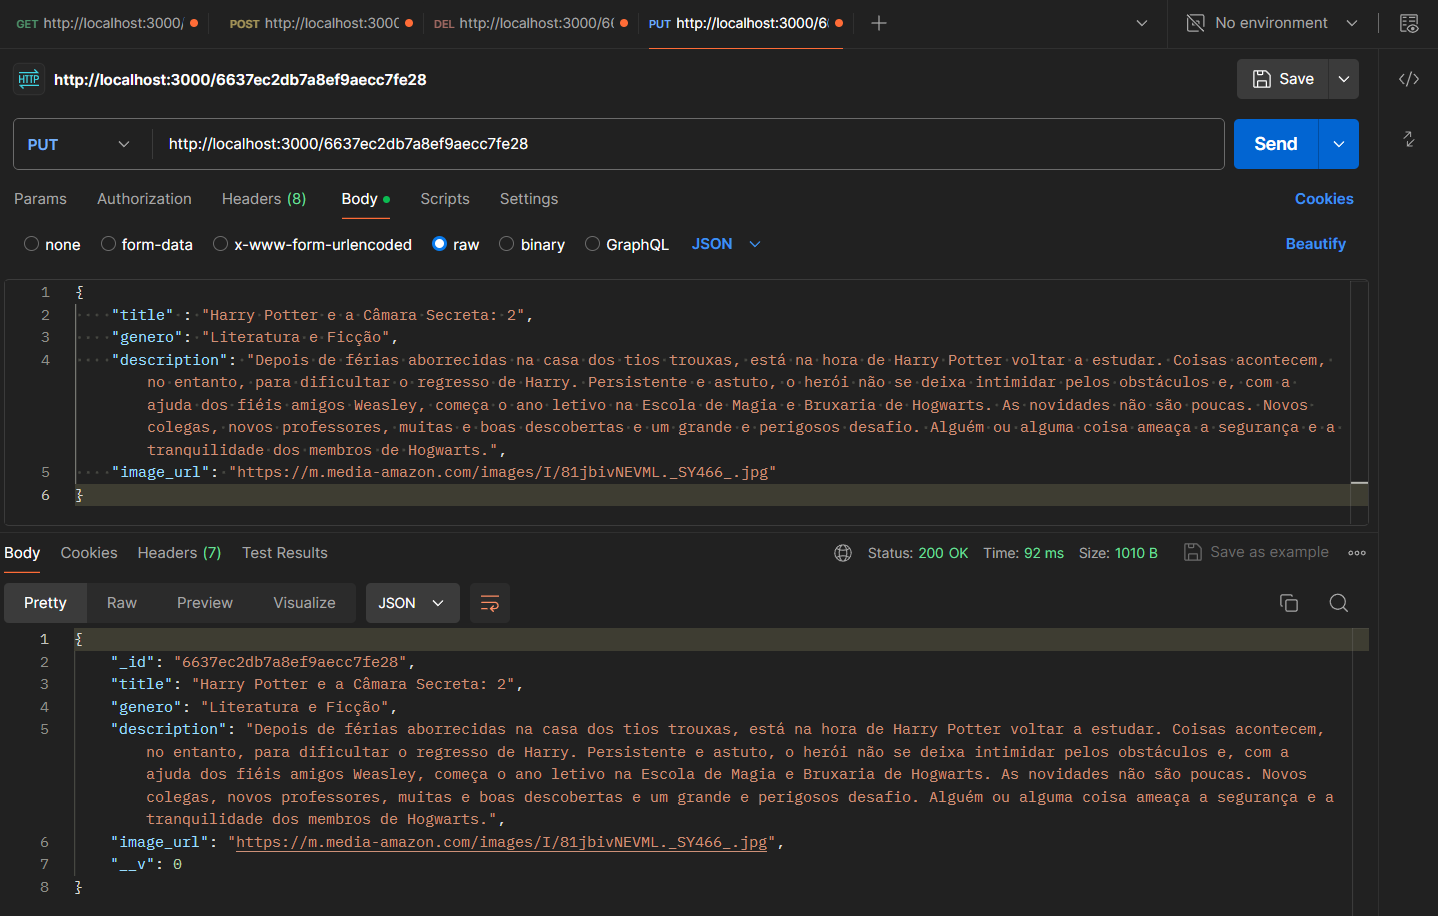 GET http://localhost:3000/
POST http://localhost:3000
DEL http://localhost:3000/66
PUT http://localhost:3000/66
No environment
HTTP http://localhost:3000/6637ec2db7a8ef9aecc7fe28
Save
PUT http://localhost:3000/6637ec2db7a8ef9aecc7fe28
Send
Params Authorization Headers (8) Body Scripts Settings Cookies
none form-data x-www-form-urlencoded raw binary GraphQL JSON Beautify
1 {
2 "title" : "Harry Potter e a Câmara Secreta: 2",
3 "genero": "Literatura e Ficção",
4 "description": "Depois de férias aborrecidas na casa dos tios trouxas, está na hora de Harry Potter voltar a estudar. Coisas acontecem,
no entanto, para dificultar o regresso de Harry. Persistente e astuto, o herói não se deixa intimidar pelos obstáculos e, com a
ajuda dos fiéis amigos Weasley, começa o ano letivo na Escola de Magia e Bruxaria de Hogwarts. As novidades não são poucas. Novos
colegas, novos professores, muitas e boas descobertas e um grande e perigosos desafio. Alguém ou alguma coisa ameaça a segurança e a
tranquilidade dos membros de Hogwarts.",
5 "image_url": "https://m.media-amazon.com/images/I/81jbivNEVML._SY466_.jpg"
6 }
Body Cookies Headers (7) Test Results Status: 200 OK Time: 92 ms Size: 1010 B Save as example
Pretty Raw Preview Visualize JSON
1 {
2 "_id": "6637ec2db7a8ef9aecc7fe28",
3 "title": "Harry Potter e a Câmara Secreta: 2",
4 "genero": "Literatura e Ficção",
5 "description": "Depois de férias aborrecidas na casa dos tios trouxas, está na hora de Harry Potter voltar a estudar. Coisas acontecem,
no entanto, para dificultar o regresso de Harry. Persistente e astuto, o herói não se deixa intimidar pelos obstáculos e, com a
ajuda dos fiéis amigos Weasley, começa o ano letivo na Escola de Magia e Bruxaria de Hogwarts. As novidades não são poucas. Novos
colegas, novos professores, muitas e boas descobertas e um grande e perigosos desafio. Alguém ou alguma coisa ameaça a segurança e a
tranquilidade dos membros de Hogwarts.",
6 "image_url": "https://m.media-amazon.com/images/I/81jbivNEVML._SY466_.jpg",
7 "__v": 0
8 }